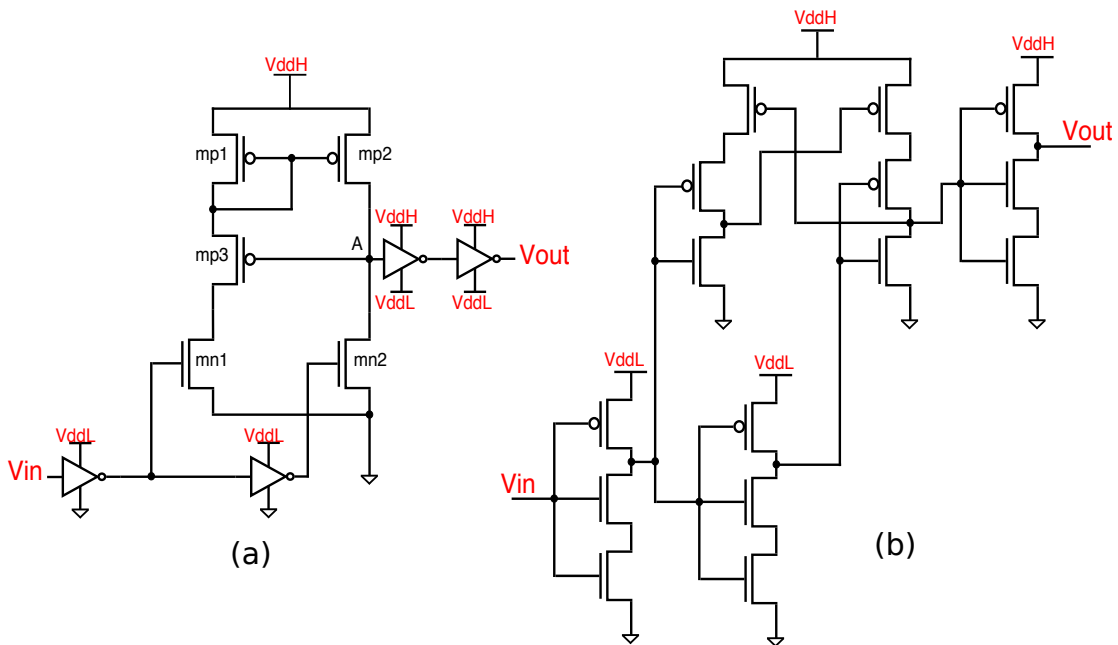 VddH
mp1
mp2
mp3
A
VddH
VddH
Vout
VddL
VddL
mn1
mn2
VddL
VddL
Vin
(a)
VddH
VddH
Vout
VddL
VddL
Vin
(b)